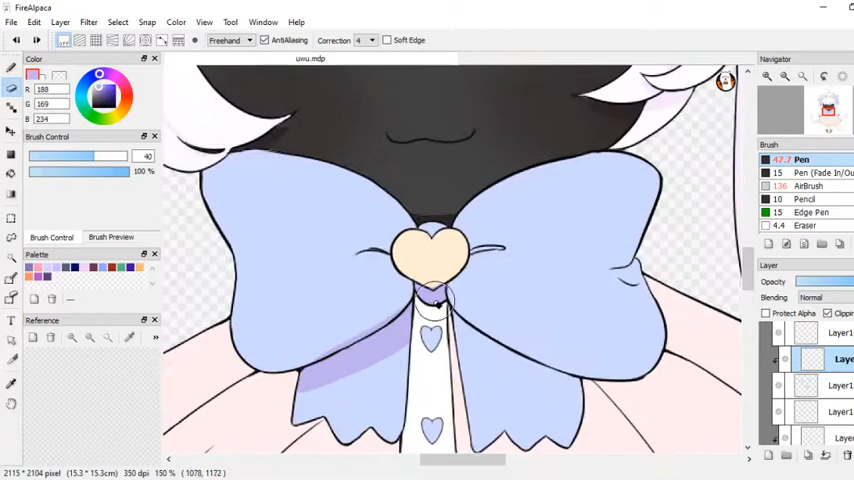 FireAlpaca
File Edit Layer Filter Select Snap Color View Tool Window Help
OFF Freehand AntiAliasing Correction 4 Soft Edge
uwu.mdp
Color
R 188
G 169
B 234
Brush Control
40
100 %
Brush Control Brush Preview
Palette
---
Reference
»
Navigator
Brush
47.7 Pen
15 Pen (Fade In/Ou
136 AirBrush
10 Pencil
15 Edge Pen
4.4 Eraser
Layer
Opacity
Blending Normal
Protect Alpha Clippin
Layer1
Laye
Layer1
Layer1
Layer1
2115 * 2104 pixel (15.3 * 15.3cm) 350 dpi 150 % (1078, 1172)